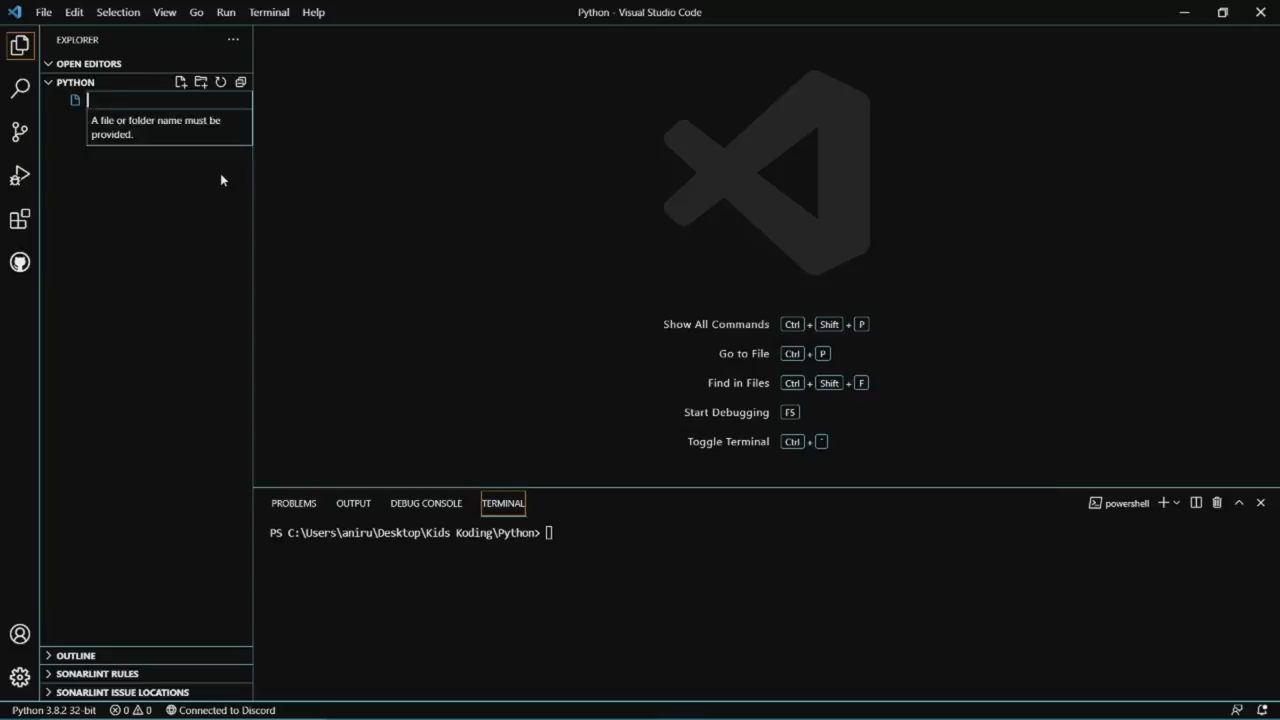 File Edit Selection View Go Run Terminal Help
Python - Visual Studio Code
EXPLORER
OPEN EDITORS
PYTHON
A file or folder name must be
provided.
Show All Commands Ctrl + Shift + P
Go to File Ctrl + P
Find in Files Ctrl + Shift + F
Start Debugging F5
Toggle Terminal Ctrl + `
PROBLEMS OUTPUT DEBUG CONSOLE TERMINAL
powershell
PS C:\Users\aniru\Desktop\Kids Koding\Python>
OUTLINE
SONARLINT RULES
SONARLINT ISSUE LOCATIONS
Python 3.8.2 32-bit 0 0 Connected to Discord